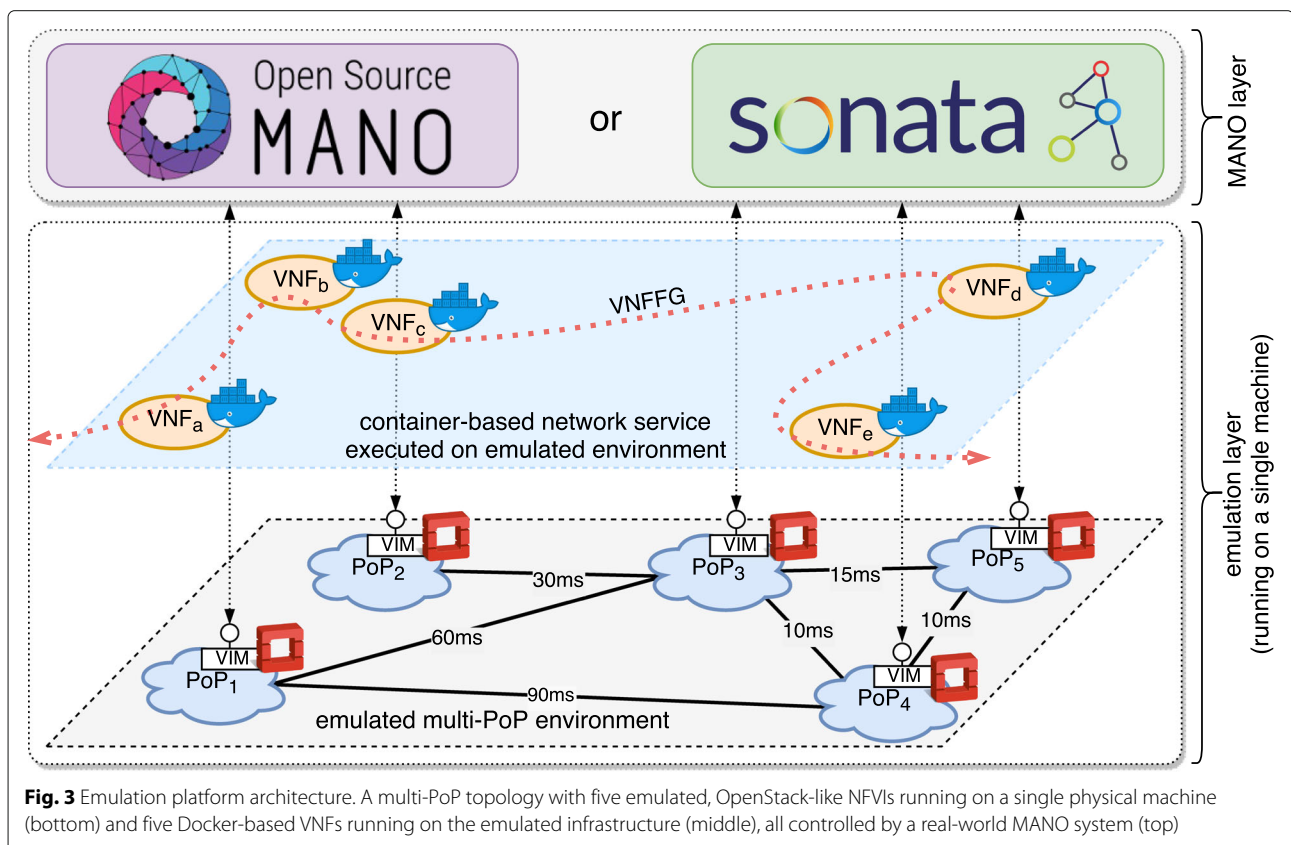 Open Source
MANO
or
sonata
MANO layer
VNFb
VNFc
VNFFG
VNFd
VNFa
VNFe
container-based network service
executed on emulated environment
emulation layer
(running on a single machine)
VIM
PoP2
VIM
PoP3
VIM
PoP5
30ms
15ms
60ms
10ms
10ms
VIM
PoP1
VIM
PoP4
90ms
emulated multi-PoP environment
Fig. 3 Emulation platform architecture. A multi-PoP topology with five emulated, OpenStack-like NFVIs running on a single physical machine
(bottom) and five Docker-based VNFs running on the emulated infrastructure (middle), all controlled by a real-world MANO system (top)